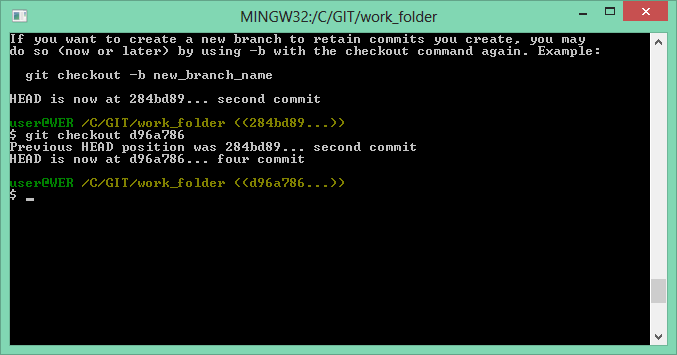 MINGW32:/C/GIT/work_folder
If you want to create a new branch to retain commits you create, you may
do so (now or later) by using -b with the checkout command again. Example:
git checkout -b new_branch_name
HEAD is now at 284bd89... second commit
user@WER /C/GIT/work_folder ((284bd89...))
$ git checkout d96a786
Previous HEAD position was 284bd89... second commit
HEAD is now at d96a786... four commit
user@WER /C/GIT/work_folder ((d96a786...))
$ _